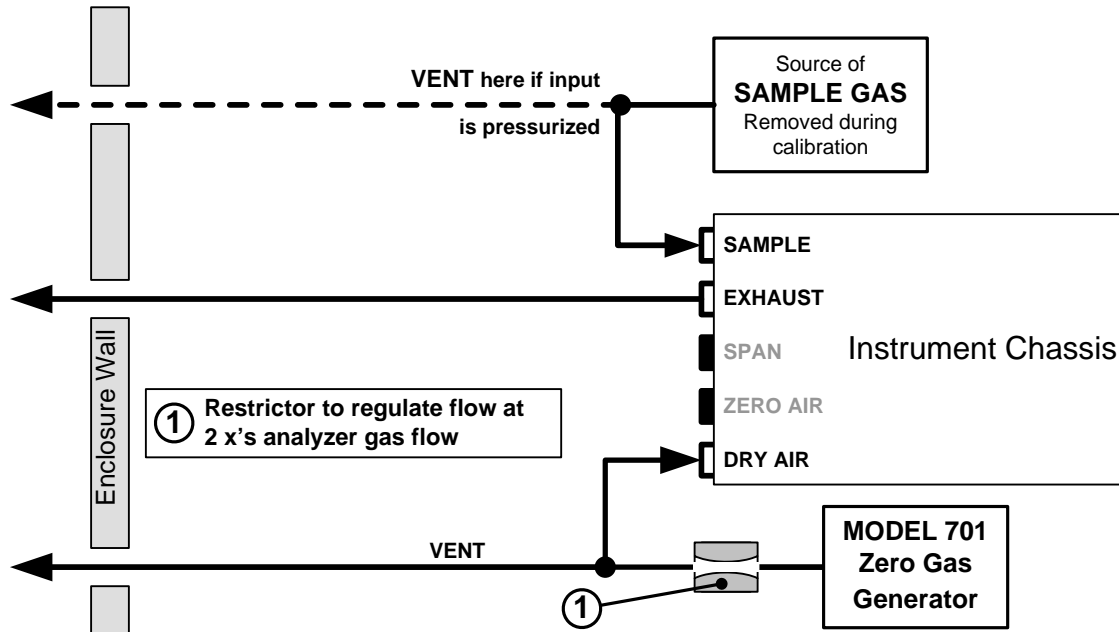 VENT here if input
is pressurized
Source of
SAMPLE GAS
Removed during
calibration
SAMPLE
EXHAUST
SPAN
ZERO AIR
DRY AIR
Instrument Chassis
Enclosure Wall
1 Restrictor to regulate flow at
2 x's analyzer gas flow
VENT
1
MODEL 701
Zero Gas
Generator